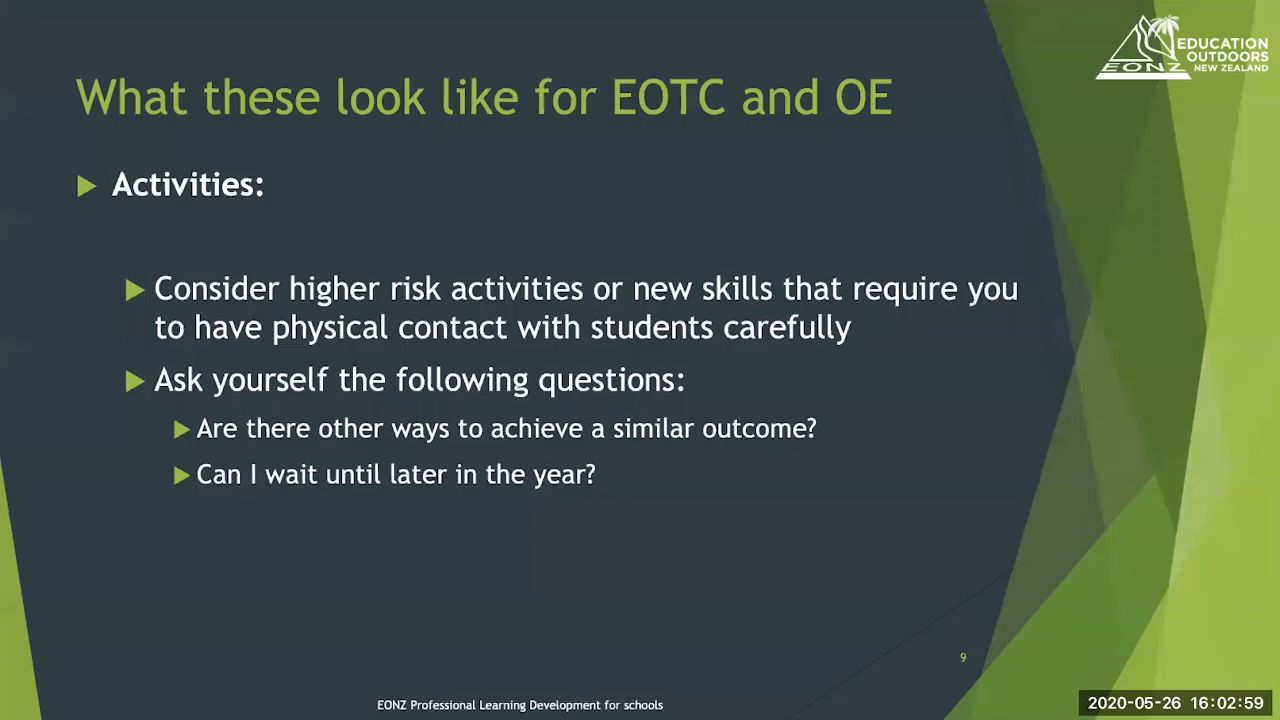 EDUCATION
OUTDOORS
EONZ NEW ZEALAND
What these look like for EOTC and OE
Activities:
Consider higher risk activities or new skills that require you
to have physical contact with students carefully
Ask yourself the following questions:
Are there other ways to achieve a similar outcome?
Can I wait until later in the year?
9
EONZ Professional Learning Development for schools
2020-05-26 16:02:59